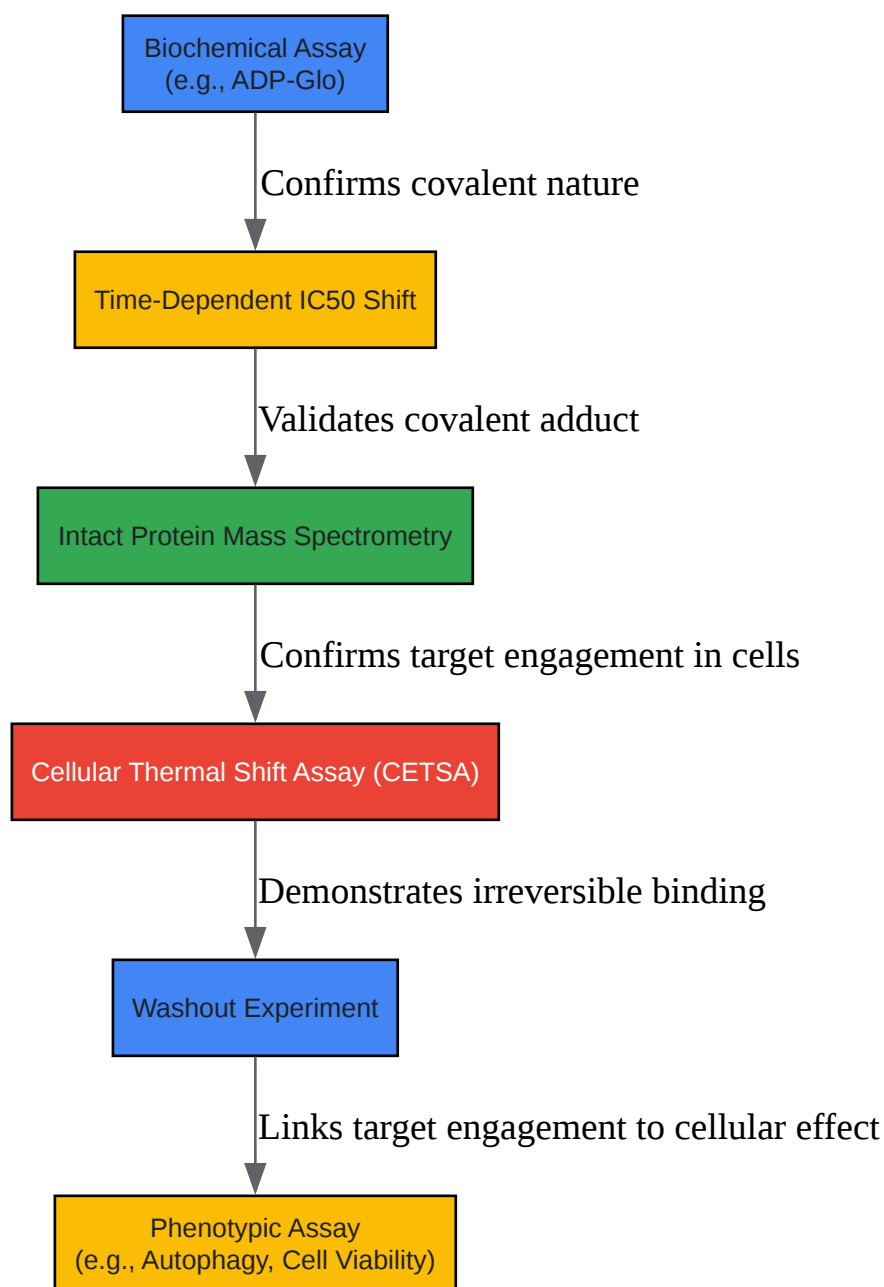 Biochemical Assay
(e.g., ADP-Glo)
Confirms covalent nature
Time-Dependent IC50 Shift
Validates covalent adduct
Intact Protein Mass Spectrometry
Confirms target engagement in cells
Cellular Thermal Shift Assay (CETSA)
Demonstrates irreversible binding
Washout Experiment
Links target engagement to cellular effect
Phenotypic Assay
(e.g., Autophagy, Cell Viability)